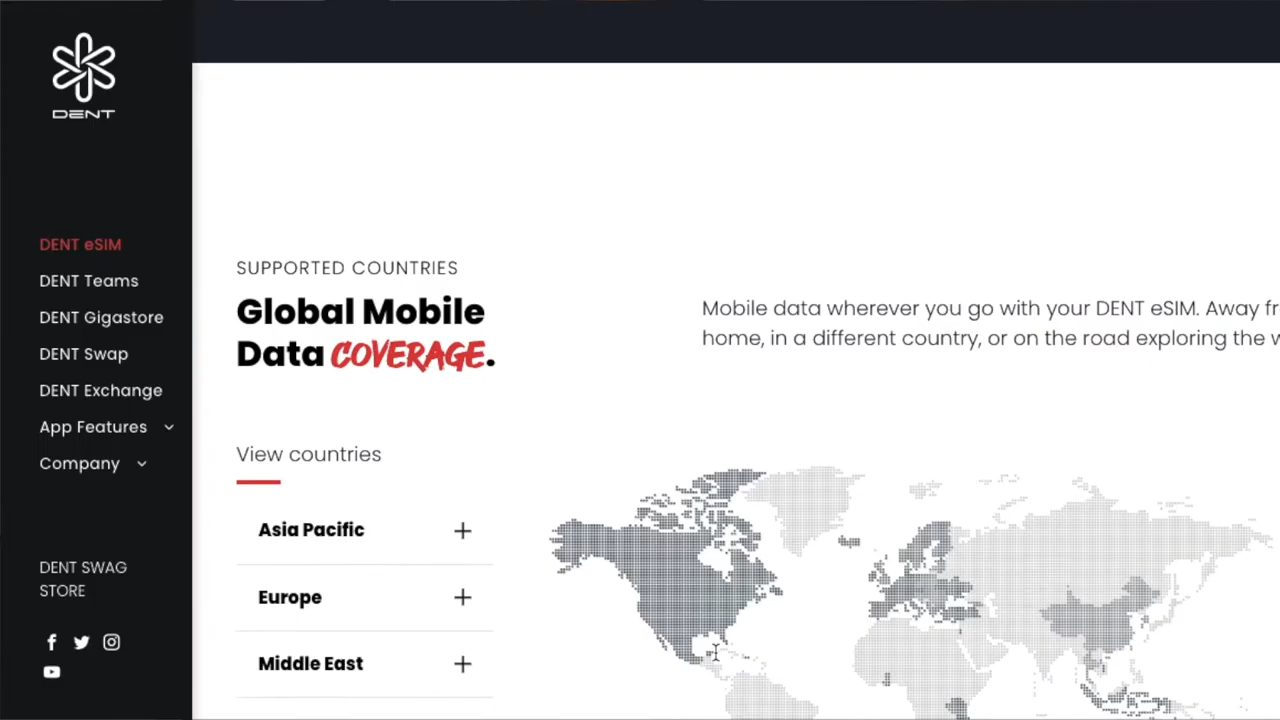 DENT
DENT eSIM
DENT Teams
DENT Gigastore
DENT Swap
DENT Exchange
App Features
Company
DENT SWAG
STORE
SUPPORTED COUNTRIES
Global Mobile
Data COVERAGE.
Mobile data wherever you go with your DENT eSIM. Away
home, in a different country, or on the road exploring the
View countries
Asia Pacific
Europe
Middle East